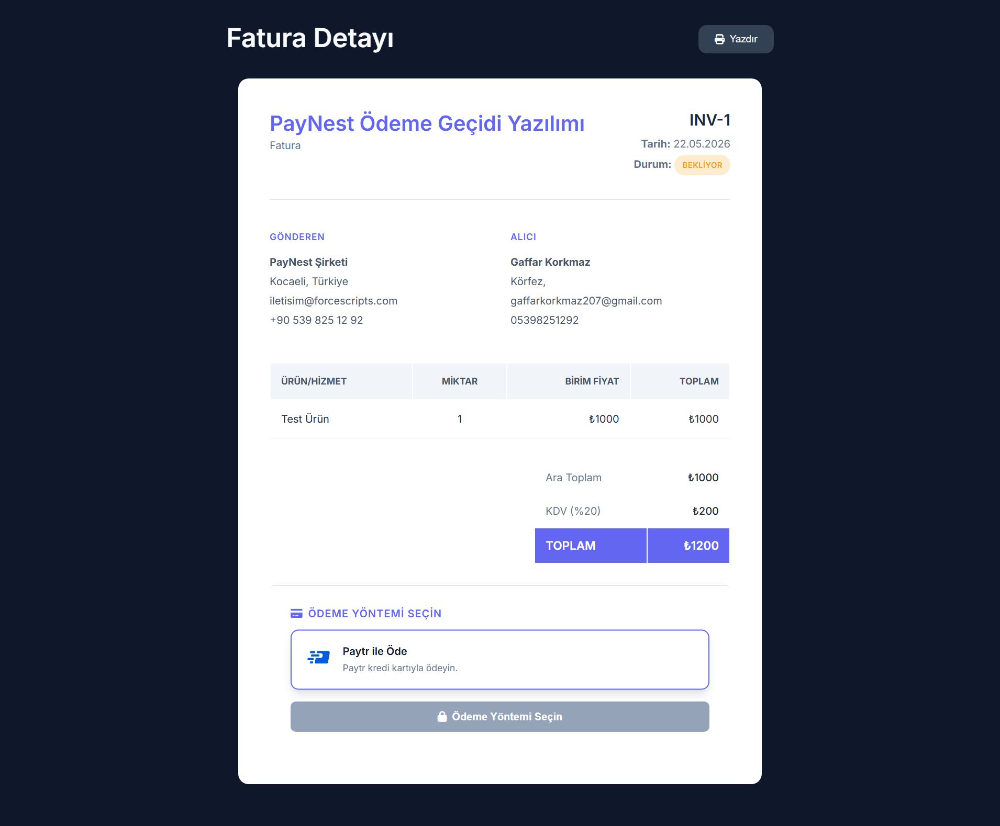 Fatura Detayı
Yazdır
PayNest Ödeme Geçidi Yazılımı
Fatura
INV-1
Tarih: 22.05.2026
Durum: BEKLİYOR
GÖNDEREN
PayNest Şirketi
Kocaeli, Türkiye
iletisim@forcescripts.com
+90 539 825 12 92
ALICI
Gaffar Korkmaz
Körfez,
gaffarkorkmaz207@gmail.com
05398251292
ÜRÜN/HİZMET MİKTAR BİRİM FİYAT TOPLAM
Test Ürün 1 ₺1000 ₺1000
Ara Toplam ₺1000
KDV (%20) ₺200
TOPLAM ₺1200
ÖDEME YÖNTEMİ SEÇİN
Paytr ile Öde
Paytr kredi kartıyla ödeyin.
Ödeme Yöntemi Seçin